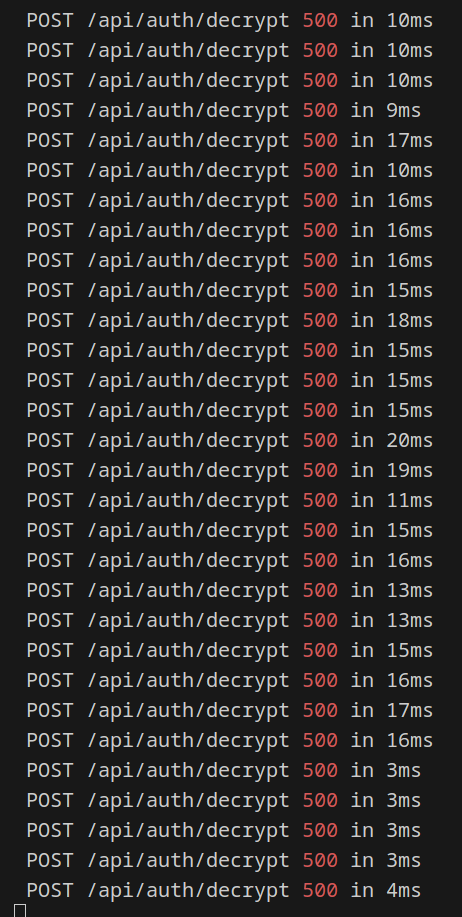 POST /api/auth/decrypt 500 in 10ms
POST /api/auth/decrypt 500 in 10ms
POST /api/auth/decrypt 500 in 10ms
POST /api/auth/decrypt 500 in 9ms
POST /api/auth/decrypt 500 in 17ms
POST /api/auth/decrypt 500 in 10ms
POST /api/auth/decrypt 500 in 16ms
POST /api/auth/decrypt 500 in 16ms
POST /api/auth/decrypt 500 in 16ms
POST /api/auth/decrypt 500 in 15ms
POST /api/auth/decrypt 500 in 18ms
POST /api/auth/decrypt 500 in 15ms
POST /api/auth/decrypt 500 in 15ms
POST /api/auth/decrypt 500 in 15ms
POST /api/auth/decrypt 500 in 20ms
POST /api/auth/decrypt 500 in 19ms
POST /api/auth/decrypt 500 in 11ms
POST /api/auth/decrypt 500 in 15ms
POST /api/auth/decrypt 500 in 16ms
POST /api/auth/decrypt 500 in 13ms
POST /api/auth/decrypt 500 in 13ms
POST /api/auth/decrypt 500 in 15ms
POST /api/auth/decrypt 500 in 16ms
POST /api/auth/decrypt 500 in 17ms
POST /api/auth/decrypt 500 in 16ms
POST /api/auth/decrypt 500 in 3ms
POST /api/auth/decrypt 500 in 3ms
POST /api/auth/decrypt 500 in 3ms
POST /api/auth/decrypt 500 in 3ms
POST /api/auth/decrypt 500 in 4ms